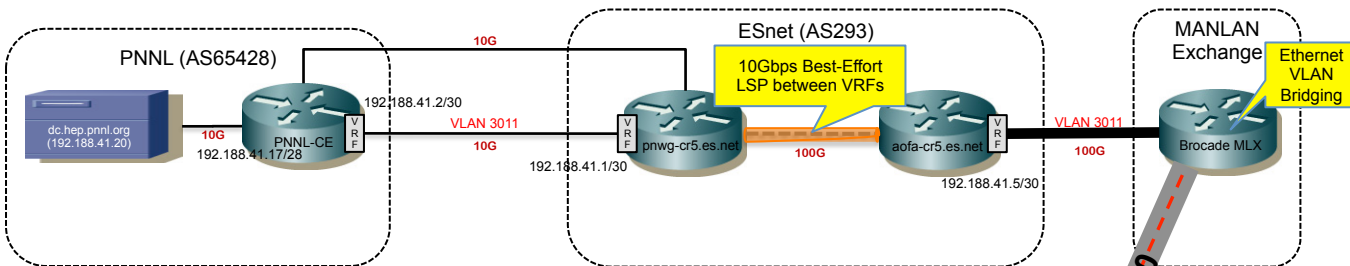 PNNL (AS65428)
10G
ESnet (AS293)
MANLAN
Exchange
10Gbps Best-Effort
LSP between VRFs
Ethernet
VLAN
Bridging
dc.hep.pnnl.org
(192.188.41.20)
10G
192.188.41.17/28
PNNL-CE
VRF
192.188.41.2/30
VLAN 3011
10G
192.188.41.1/30
VRF
pnwg-cr5.es.net
100G
aofa-cr5.es.net
VRF
192.188.41.5/30
VLAN 3011
100G
Brocade MLX